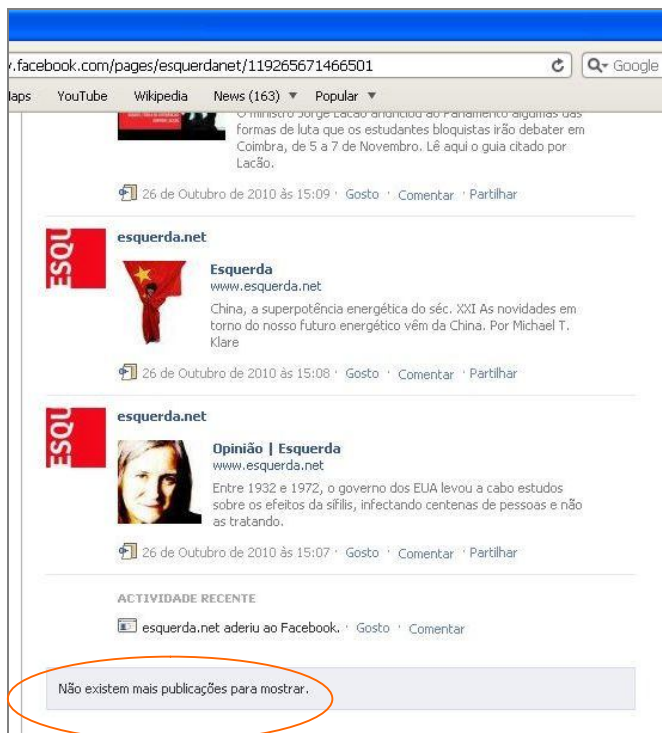 .facebook.com/pages/esquerdanet/119265671466501
Google
Maps YouTube Wikipedia News (163) Popular
O ministro Jorge Lacão anunciou ao Parlamento algumas das
formas de luta que os estudantes bloquistas irão debater em
Coimbra, de 5 a 7 de Novembro. Lê aqui o guia citado por
Lacão.
26 de Outubro de 2010 às 15:09 · Gosto · Comentar · Partilhar
ESQU
esquerda.net
Esquerda
www.esquerda.net
China, a superpotência energética do séc. XXI As novidades em
torno do nosso futuro energético vêm da China. Por Michael T.
Klare
26 de Outubro de 2010 às 15:08 · Gosto · Comentar · Partilhar
ESQU
esquerda.net
Opinião | Esquerda
www.esquerda.net
Entre 1932 e 1972, o governo dos EUA levou a cabo estudos
sobre os efeitos da sífilis, infectando centenas de pessoas e não
as tratando.
26 de Outubro de 2010 às 15:07 · Gosto · Comentar · Partilhar
ACTIVIDADE RECENTE
esquerda.net aderiu ao Facebook. · Gosto · Comentar
Não existem mais publicações para mostrar.